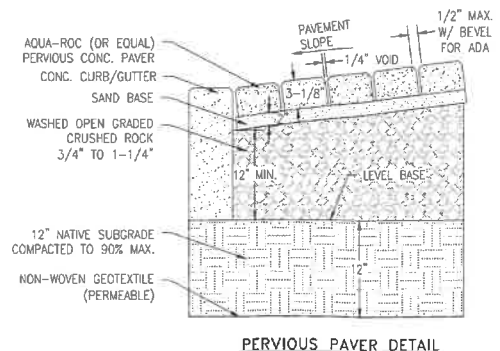 1/2" MAX.
W/ BEVEL
FOR ADA
PAVEMENT
SLOPE
1/4" VOID
AQUA-ROC (OR EQUAL)
PERVIOUS CONC. PAVER
CONC. CURB/GUTTER
3-1/8"
SAND BASE
WASHED OPEN GRADED
CRUSHED ROCK
3/4" TO 1-1/4"
12" MIN.
LEVEL BASE
12" NATIVE SUBGRADE
COMPACTED TO 90% MAX.
12"
NON-WOVEN GEOTEXTILE
(PERMEABLE)
PERVIOUS PAVER DETAIL